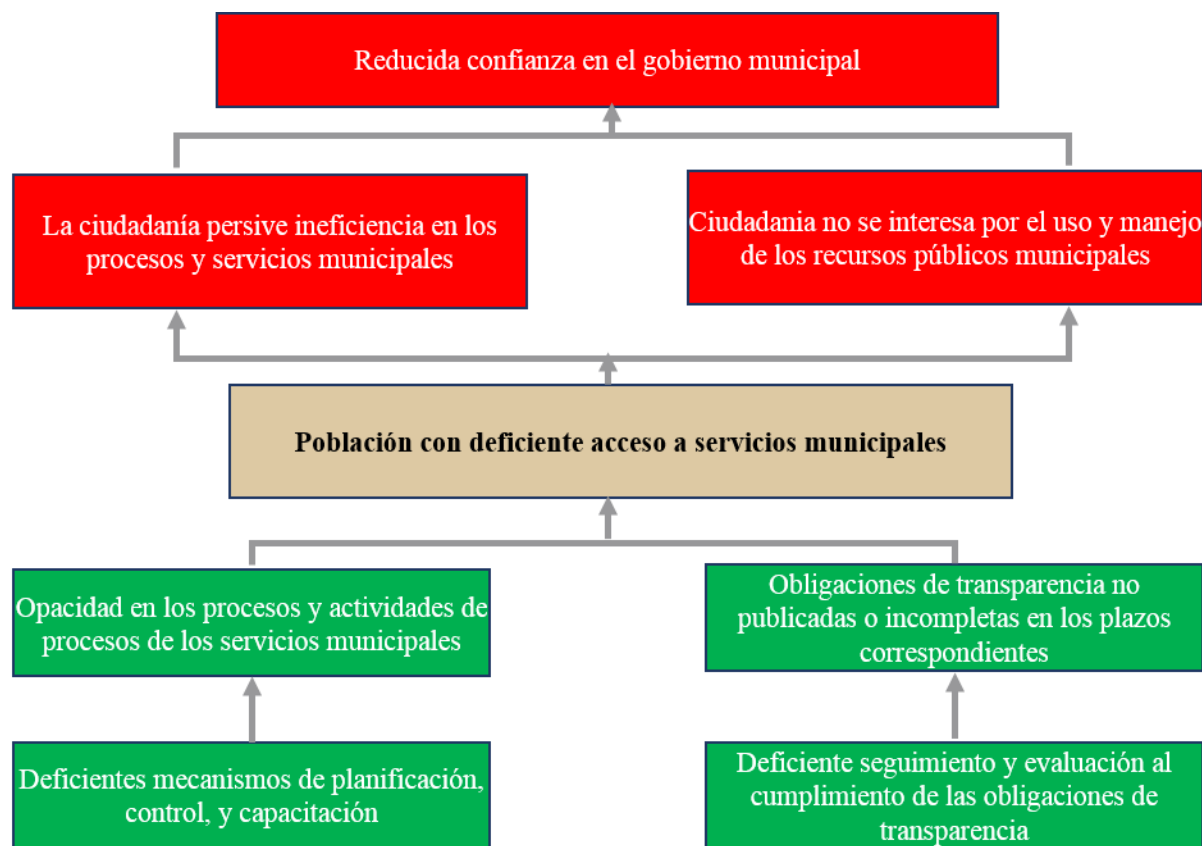 Reducida confianza en el gobierno municipal
La ciudadanía persive ineficiencia en los
procesos y servicios municipales
Ciudadania no se interesa por el uso y manejo
de los recursos públicos municipales
Población con deficiente acceso a servicios municipales
Opacidad en los procesos y actividades de
procesos de los servicios municipales
Obligaciones de transparencia no
publicadas o incompletas en los plazos
correspondientes
Deficientes mecanismos de planificación,
control, y capacitación
Deficiente seguimiento y evaluación al
cumplimiento de las obligaciones de
transparencia